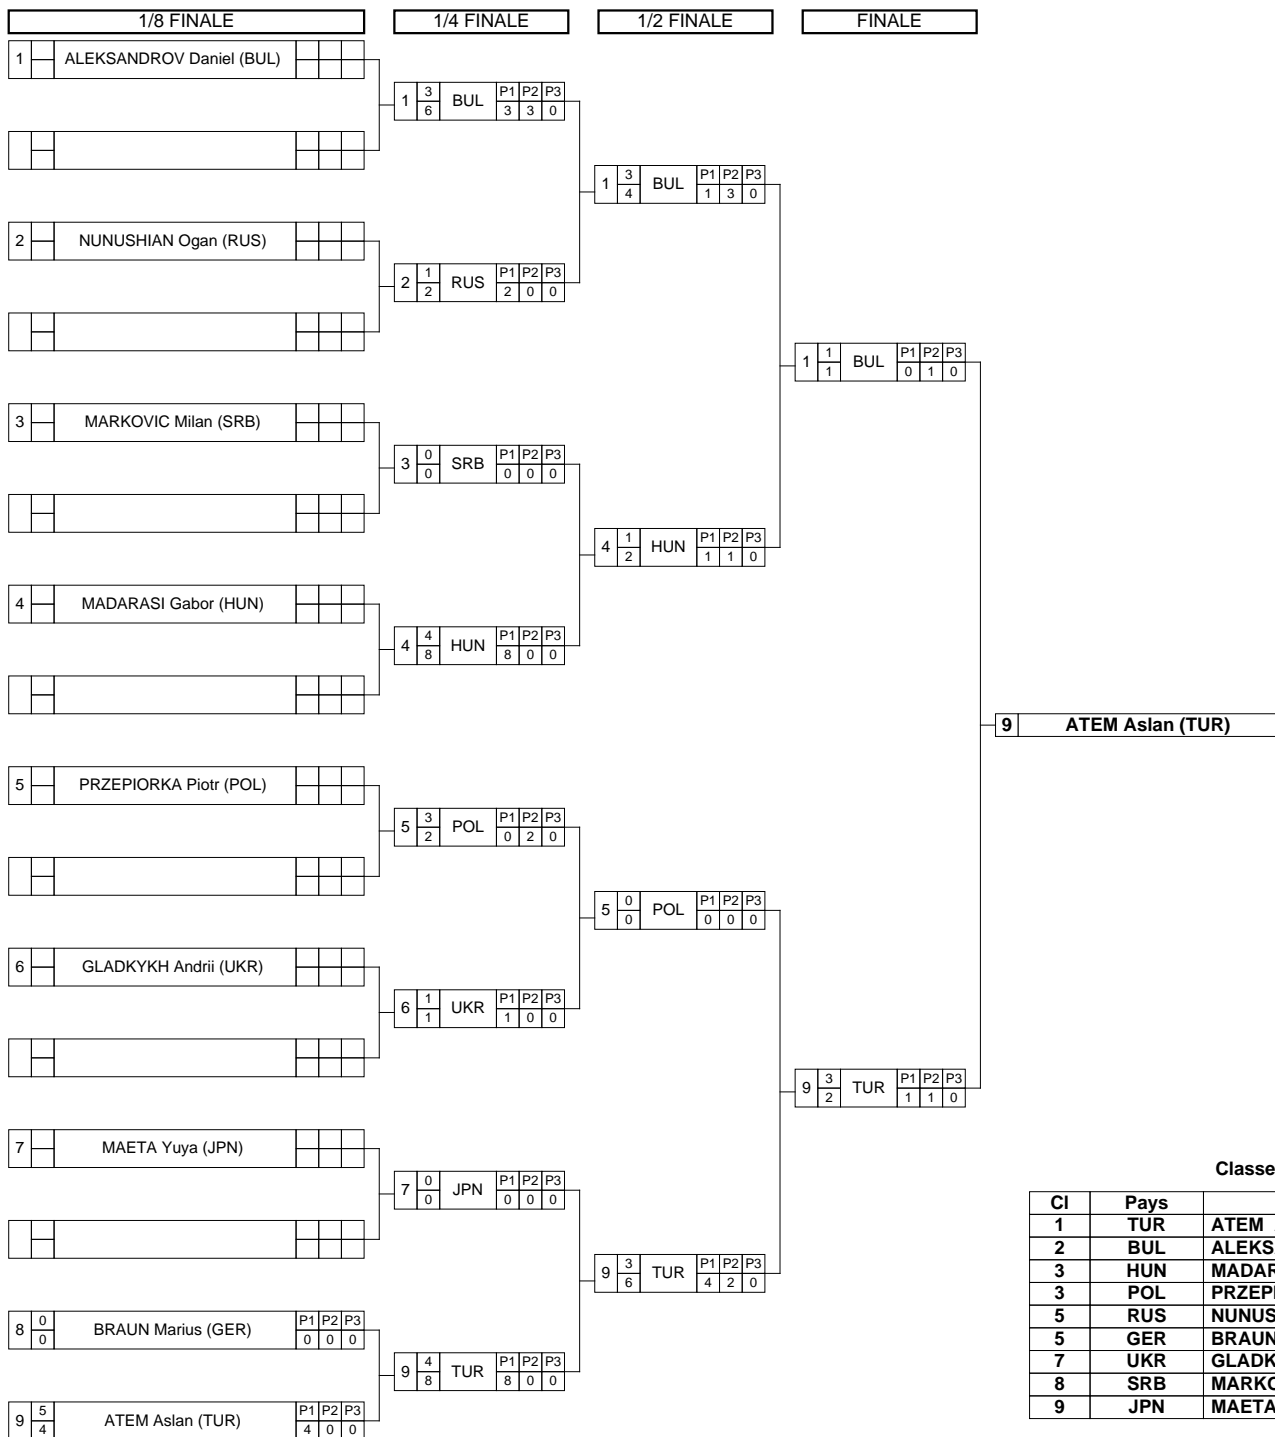 1/8 FINALE 1/4 FINALE 1/2 FINALE FINALE
1 ALEKSANDROV Daniel (BUL)
1 3 6 BUL P1 P2 P3 3 3 0
1 3 4 BUL P1 P2 P3 1 3 0
2 NUNUSHIAN Ogan (RUS)
2 1 2 RUS P1 P2 P3 2 0 0
1 1 1 BUL P1 P2 P3 0 1 0
3 MARKOVIC Milan (SRB)
3 0 0 SRB P1 P2 P3 0 0 0
4 1 2 HUN P1 P2 P3 1 1 0
4 MADARASI Gabor (HUN)
4 4 8 HUN P1 P2 P3 8 0 0
9 ATEM Aslan (TUR)
5 PRZEPIORKA Piotr (POL)
5 3 2 POL P1 P2 P3 0 2 0
5 0 0 POL P1 P2 P3 0 0 0
6 GLADKYKH Andrii (UKR)
6 1 1 UKR P1 P2 P3 1 0 0
9 3 2 TUR P1 P2 P3 1 1 0
7 MAETA Yuya (JPN)
7 0 0 JPN P1 P2 P3 0 0 0
9 3 6 TUR P1 P2 P3 4 2 0
8 0 0 BRAUN Marius (GER) P1 P2 P3 0 0 0
9 4 8 TUR P1 P2 P3 8 0 0
9 5 4 ATEM Aslan (TUR) P1 P2 P3 4 0 0
Classe
Cl Pays
1 TUR ATEM
2 BUL ALEKS
3 HUN MADAR
3 POL PRZEPI
5 RUS NUNUS
5 GER BRAUN
7 UKR GLADK
8 SRB MARKO
9 JPN MAETA